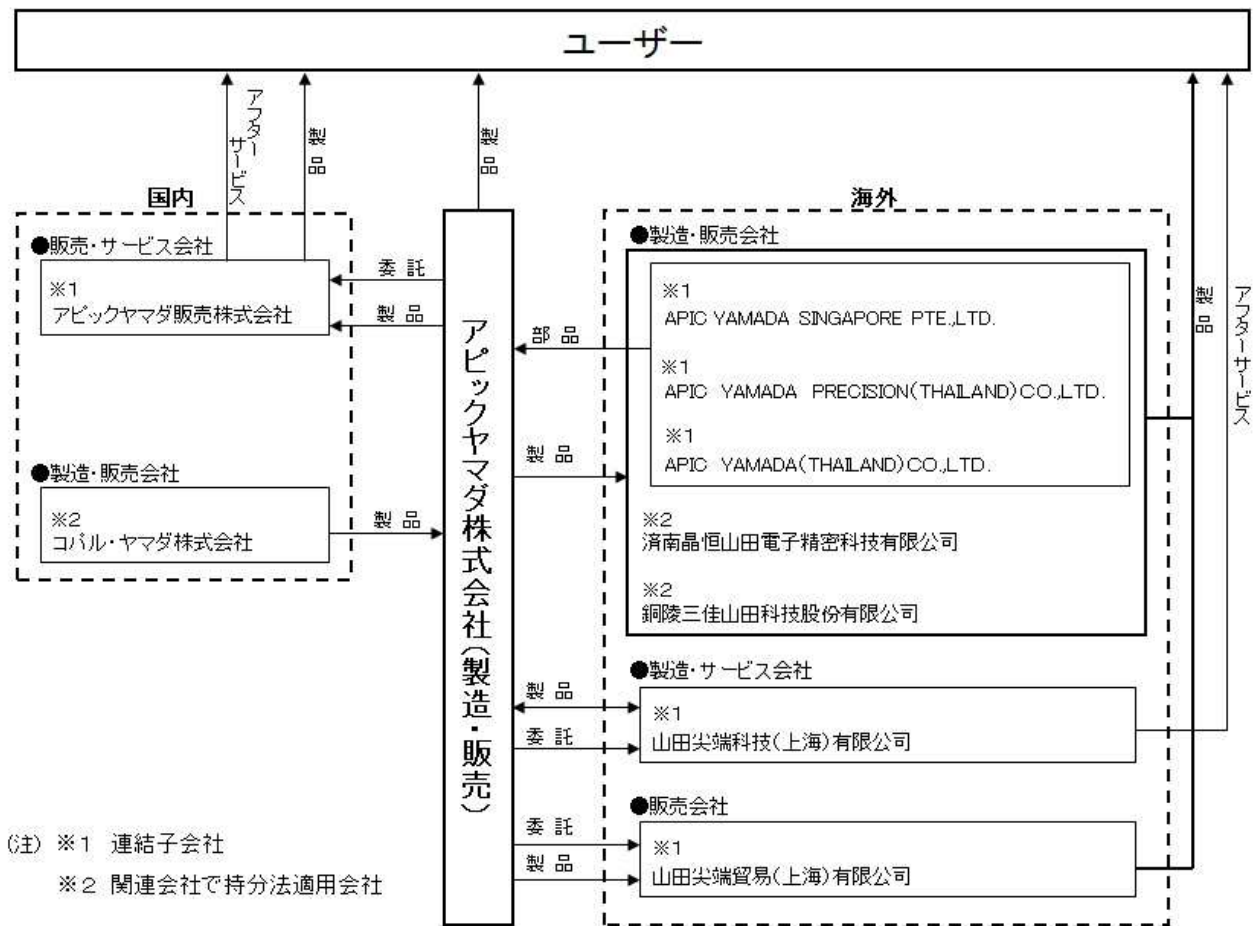 ユーザー
アフター
サービス
製品
製品
製品
アフターサービス
国内
●販売・サービス会社
※1
アピックヤマダ販売株式会社
●製造・販売会社
※2
コパル・ヤマダ株式会社
委託
製品
製品
アピックヤマダ株式会社(製造・販売)
部品
製品
製品
委託
委託
製品
海外
●製造・販売会社
※1
APIC YAMADA SINGAPORE PTE.,LTD.
※1
APIC YAMADA PRECISION(THAILAND)CO.,LTD.
※1
APIC YAMADA(THAILAND)CO.,LTD.
※2
済南晶恒山田電子精密科技有限公司
※2
銅陵三佳山田科技股份有限公司
●製造・サービス会社
※1
山田尖端科技(上海)有限公司
●販売会社
※1
山田尖端貿易(上海)有限公司
(注) ※1 連結子会社
※2 関連会社で持分法適用会社